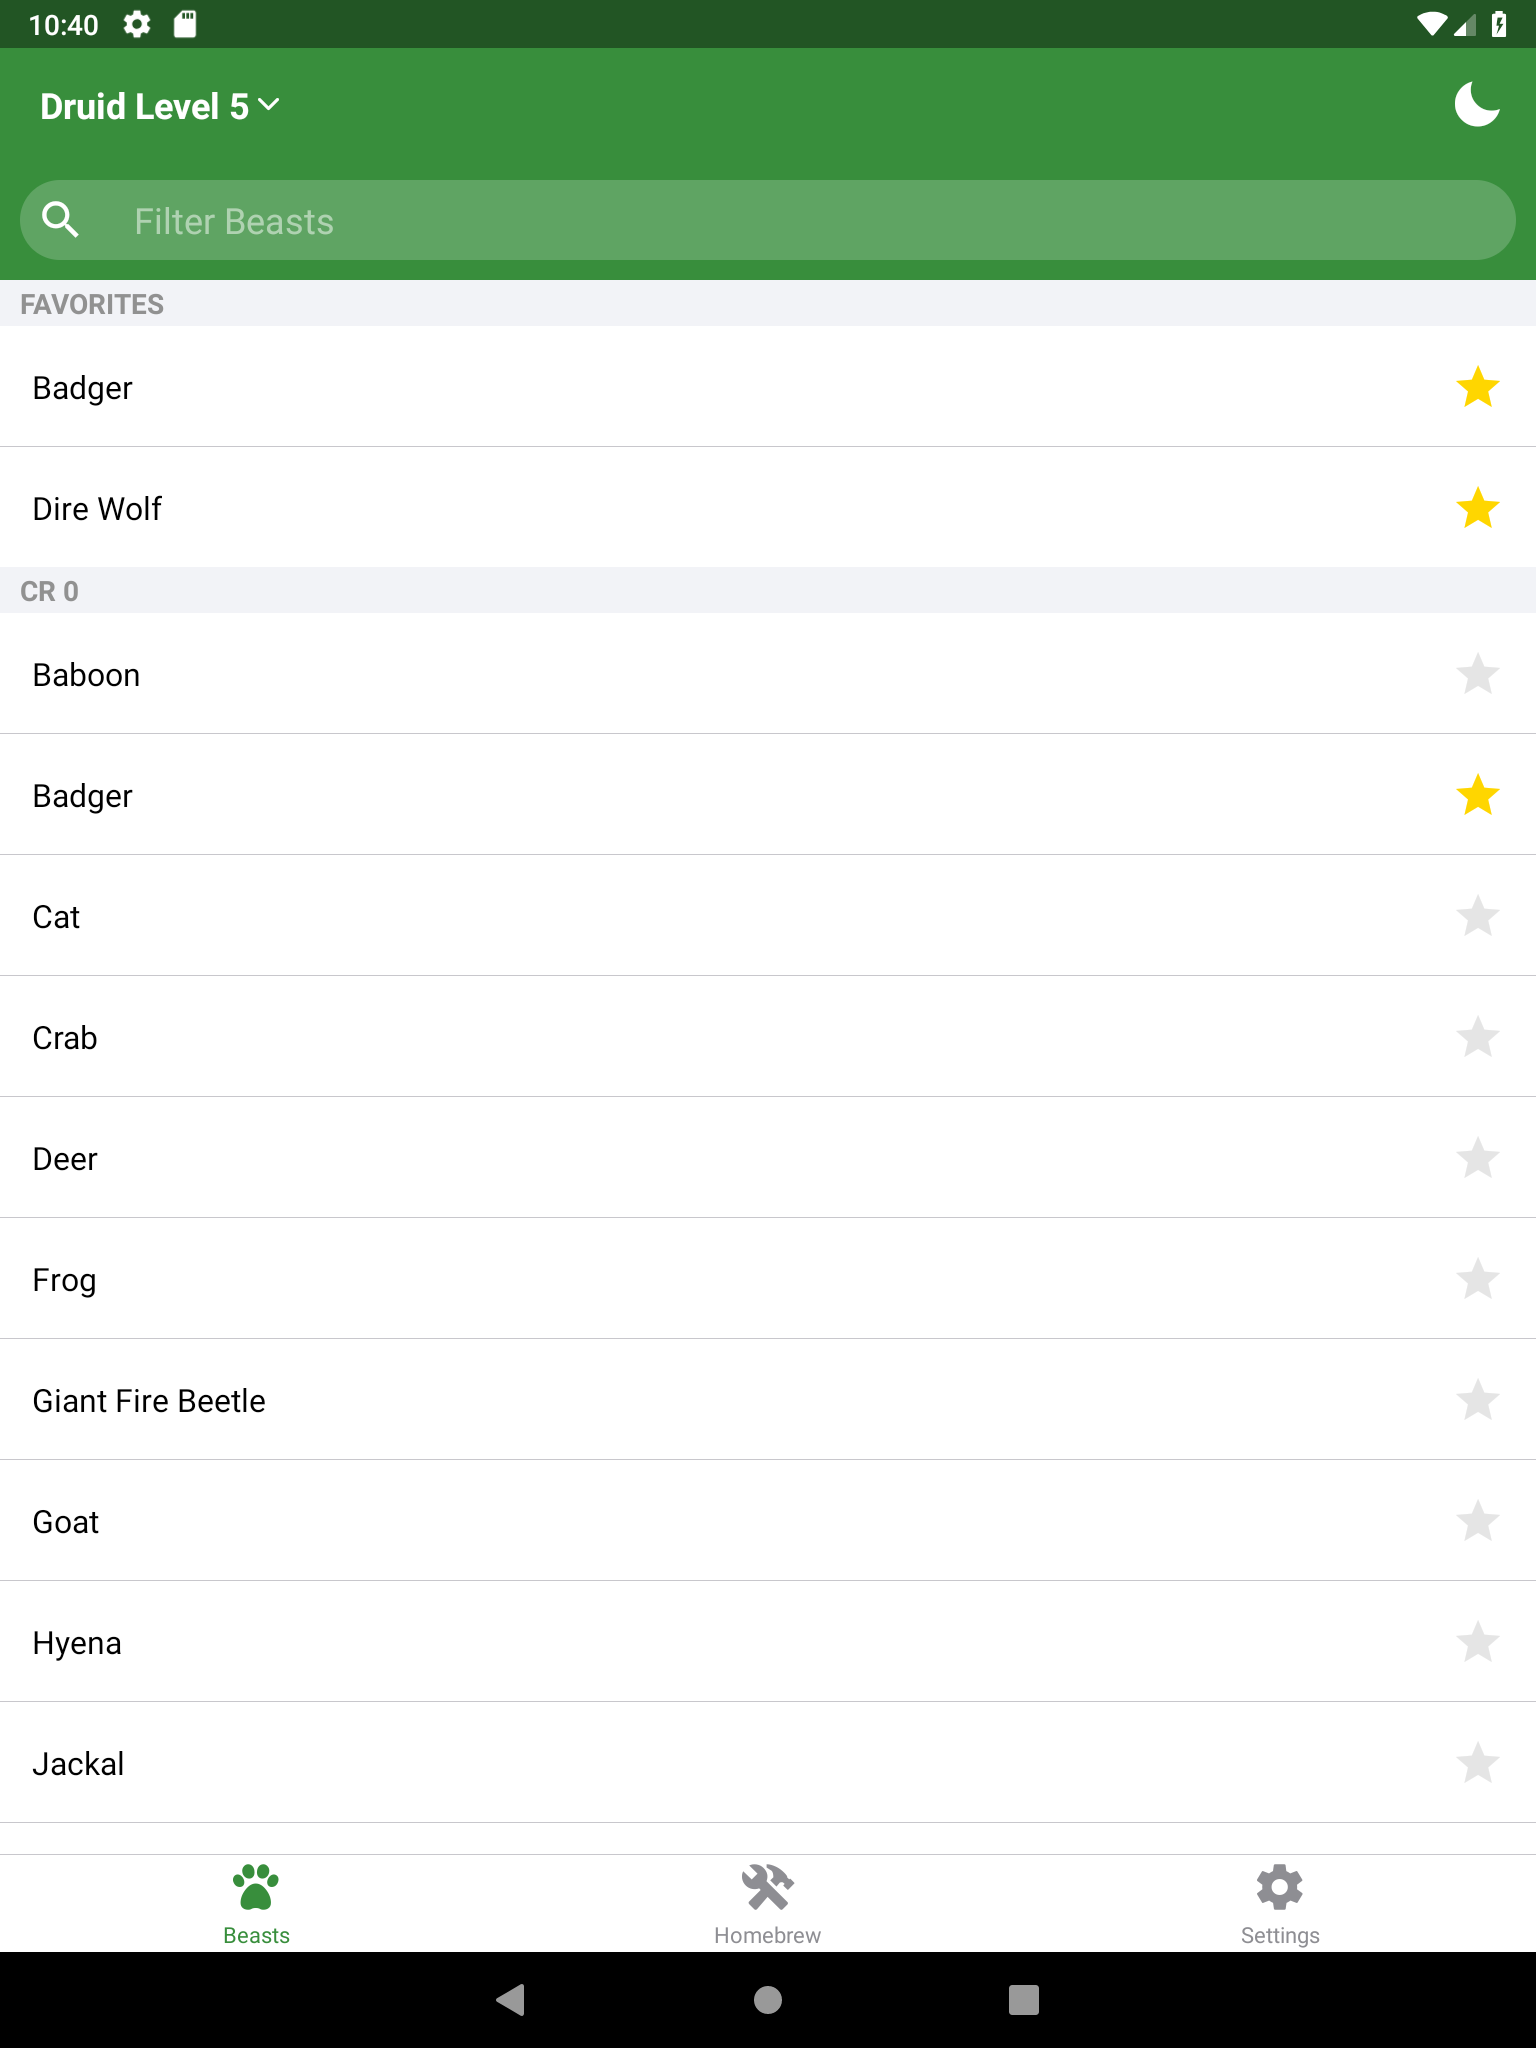 10:40
Druid Level 5
Filter Beasts
FAVORITES
Badger
Dire Wolf
CR 0
Baboon
Badger
Cat
Crab
Deer
Frog
Giant Fire Beetle
Goat
Hyena
Jackal
Beasts
Homebrew
Settings